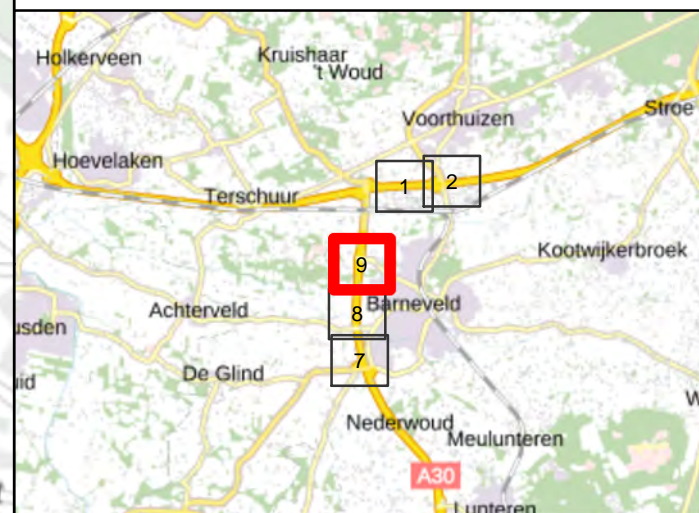 Holkerveen
Kruishaar
't Woud
Stroe
Voorthuizen
Hoevelaken
Terschuur
1
2
Kootwijkerbroek
9
Achterveld
8
Barneveld
usden
De Glind
7
uid
W
Nederwoud
Meulunteren
A30
Lunteren
t